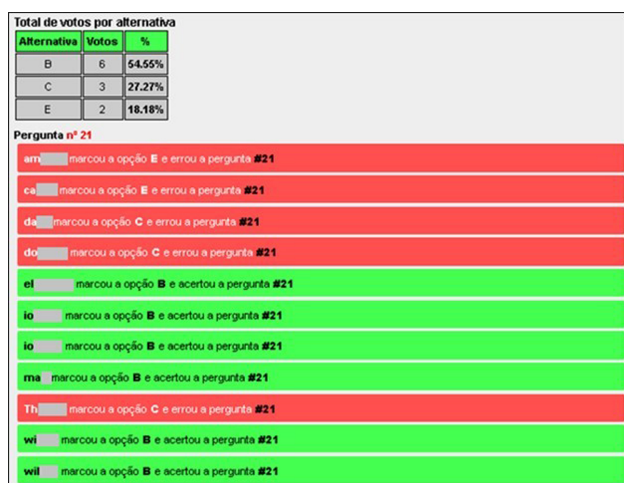 Total de votos por alternativa
Alternativa Votos %
B 6 54.55%
C 3 27.27%
E 2 18.18%
Pergunta nº 21
am marcou a opção E e errou a pergunta #21
ca marcou a opção E e errou a pergunta #21
da marcou a opção C e errou a pergunta #21
do marcou a opção C e errou a pergunta #21
el marcou a opção B e acertou a pergunta #21
io marcou a opção B e acertou a pergunta #21
io marcou a opção B e acertou a pergunta #21
ma marcou a opção B e acertou a pergunta #21
Th marcou a opção C e errou a pergunta #21
wi marcou a opção B e acertou a pergunta #21
wil marcou a opção B e acertou a pergunta #21